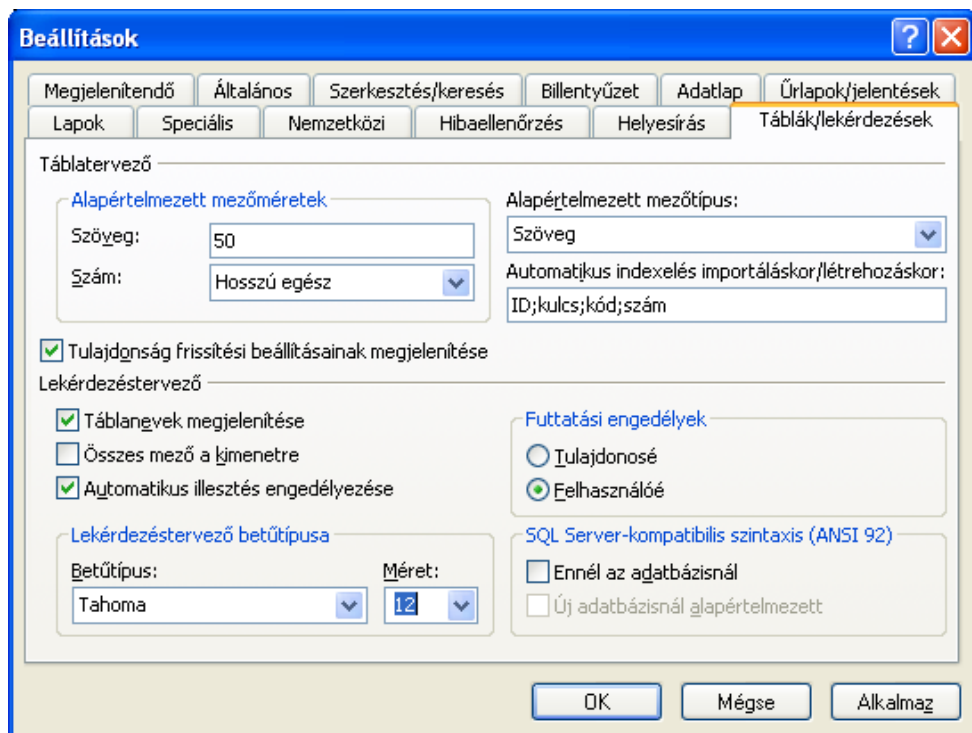 Beállítások
Megjelenítendő Általános Szerkesztés/keresés Billentyűzet Adatlap Űrlapok/jelentések
Lapok Speciális Nemzetközi Hibaellenőrzés Helyesírás Táblák/lekérdezések
Táblatervező
Alapértelmezett mezőméretek
Szöveg: 50
Szám: Hosszú egész
Alapértelmezett mezőtípus:
Szöveg
Automatikus indexelés importáláskor/létrehozáskor:
ID;kulcs;kód;szám
Tulajdonság frissítési beállításainak megjelenítése
Lekérdezéstervező
Táblanevek megjelenítése
Összes mező a kimenetre
Automatikus illesztés engedélyezése
Futtatási engedélyek
Tulajdonosé
Felhasználóé
Lekérdezéstervező betűtípusa
Betűtípus: Méret:
Tahoma 12
SQL Server-kompatibilis szintaxis (ANSI 92)
Ennél az adatbázisnál
Új adatbázisnál alapértelmezett
OK Mégse Alkalmaz